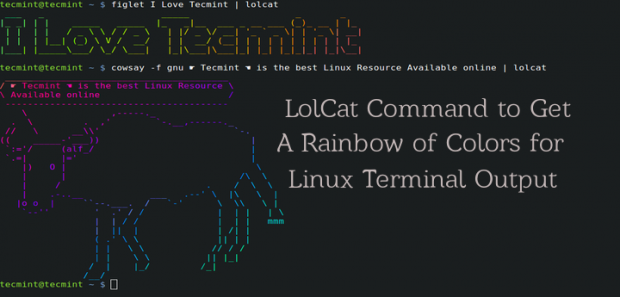 tecmint@tecmint ~ $ figlet I Love Tecmint | lolcat
I Love Tecmint
tecmint@tecmint ~ $ cowsay -f gnu ☛ Tecmint ☚ is the best Linux Resource Available online | lolcat
/ ☛ Tecmint ☚ is the best Linux Resource \
\ Available online /
LolCat Command to Get
A Rainbow of Colors for
Linux Terminal Output
tecmint@tecmint ~ $